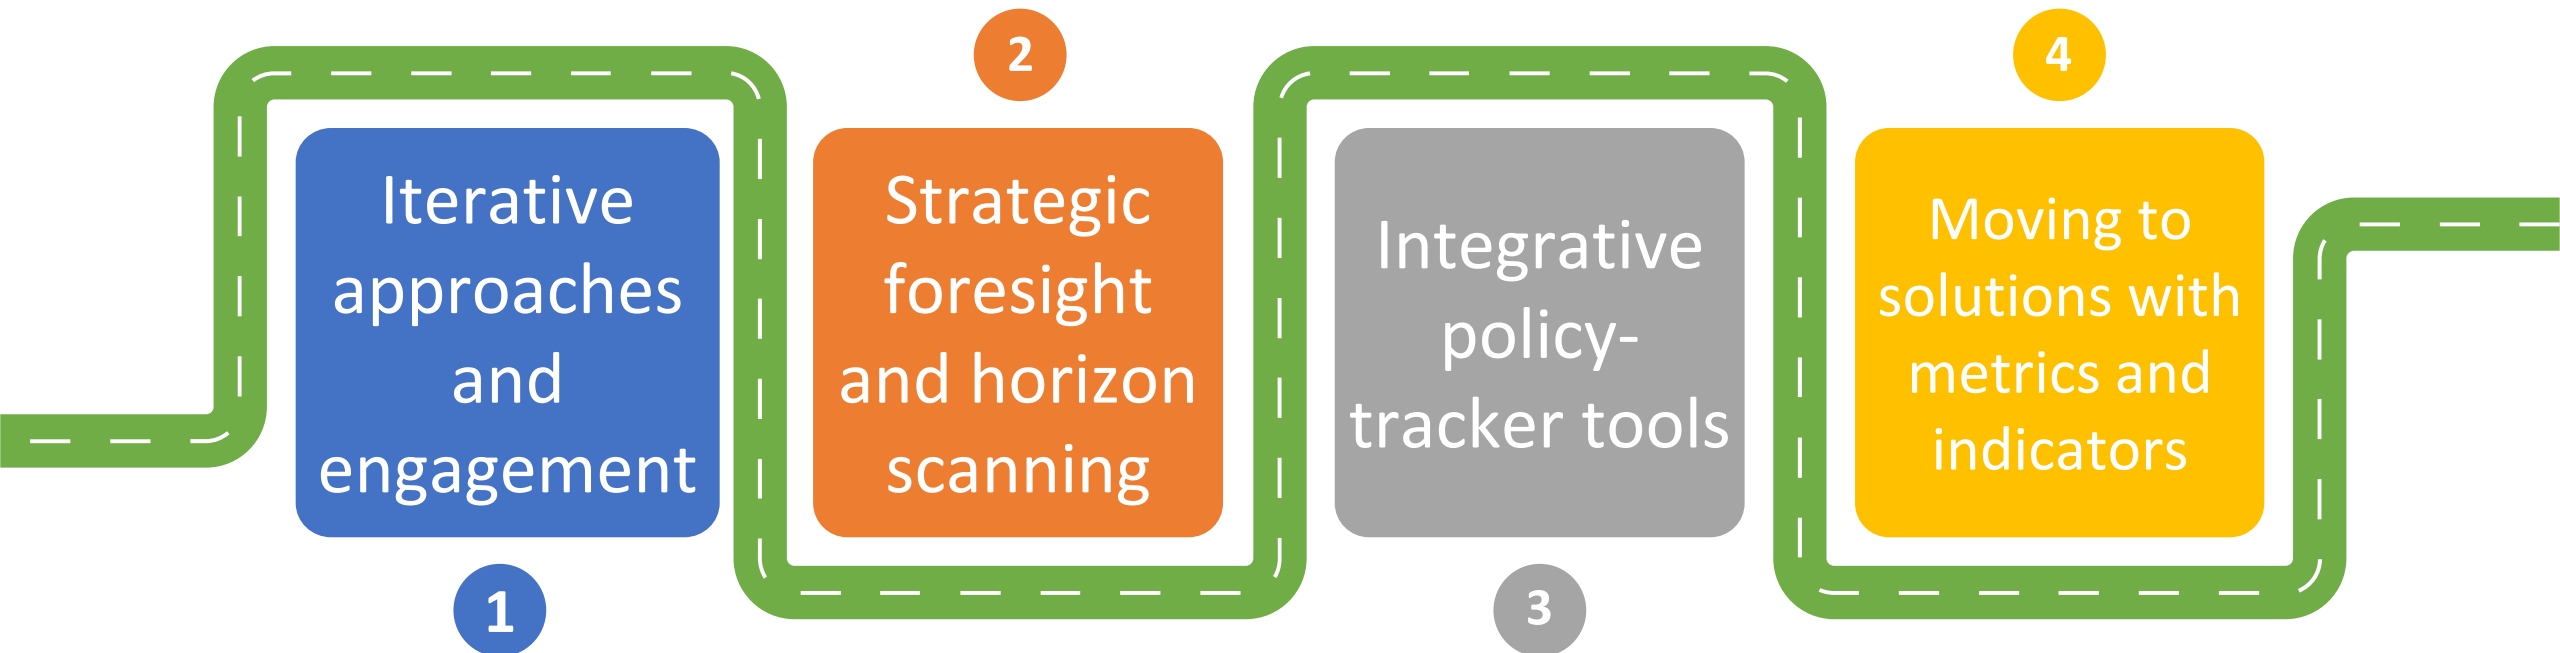 Iterative
approaches
and
engagement
1
2
Strategic
foresight
and horizon
scanning
Integrative
policy-
tracker tools
3
4
Moving to
solutions with
metrics and
indicators